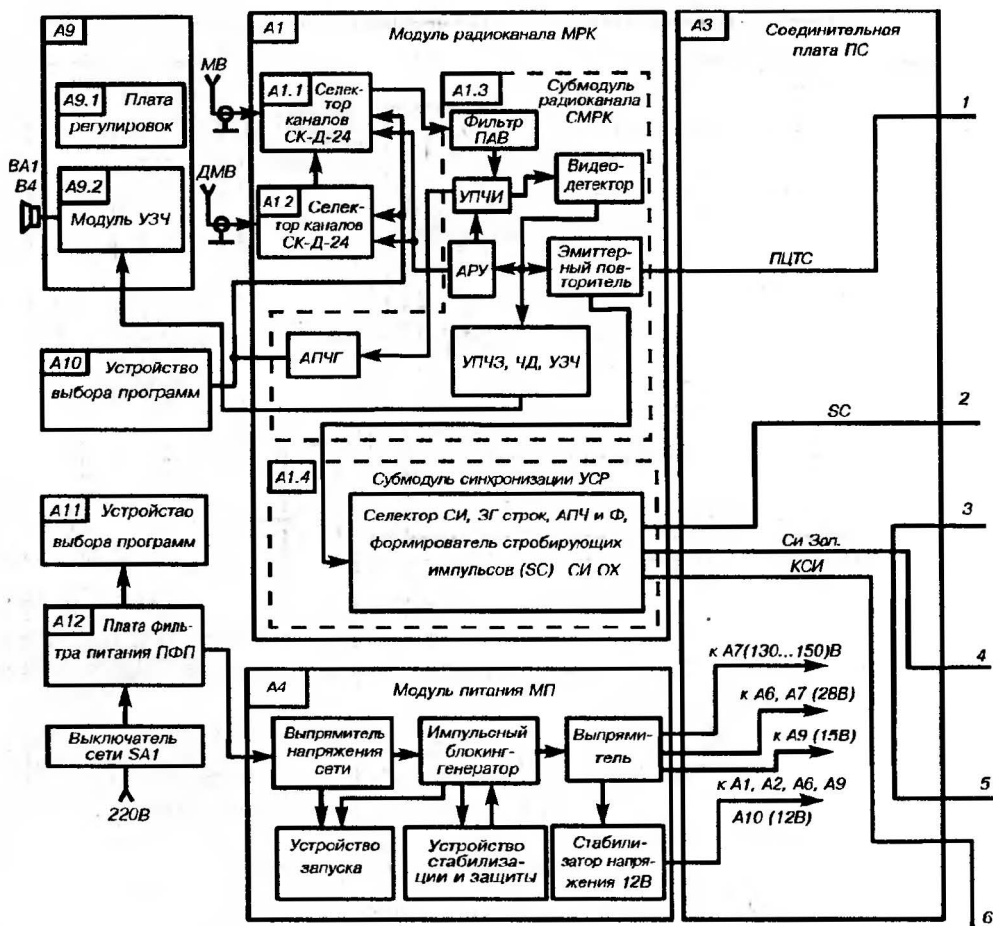 А9
А9.1 Плата
регулировок
ВА1
В4
А9.2
Модуль УЗЧ
МВ
ДМВ
А1
Модуль радиоканала МРК
А1.1 Селек-
тор
каналов
СК-Д-24
А1.2 Селек-
тор каналов
СК-Д-24
А1.3 Субмодуль
радиоканала
СМРК
Фильтр
ПАВ
УПЧИ
Видео-
детектор
АРУ
Эмиттер-
ный пов-
торитель
АПЧГ
УПЧЗ, ЧД, УЗЧ
А10 Устройство
выбора программ
А1.4
Субмодуль синхронизации УСР
Селектор СИ, ЗГ строк, АПЧ и Ф,
формирователь стробирующих
импульсов (SC) СИ ОХ
А11 Устройство
выбора программ
А12 Плата филь-
тра питания ПФП
Выключатель
сети SA1
220В
А4
Модуль питания МП
Выпрямитель
напряжения
сети
Импульсный
блокинг-
генератор
Выпрями-
тель
Устройство
запуска
Устройство
стабилиза-
ции и защиты
Стабили-
затор напря-
жения 12В
А3
Соединительная
плата ПС
1
ПЦТС
2
SC
3
Си Зап.
КСИ
4
к А7(130...150)В
к А6, А7 (28В)
к А9 (15В)
к А1, А2, А6, А9
А10 (12В)
5
6